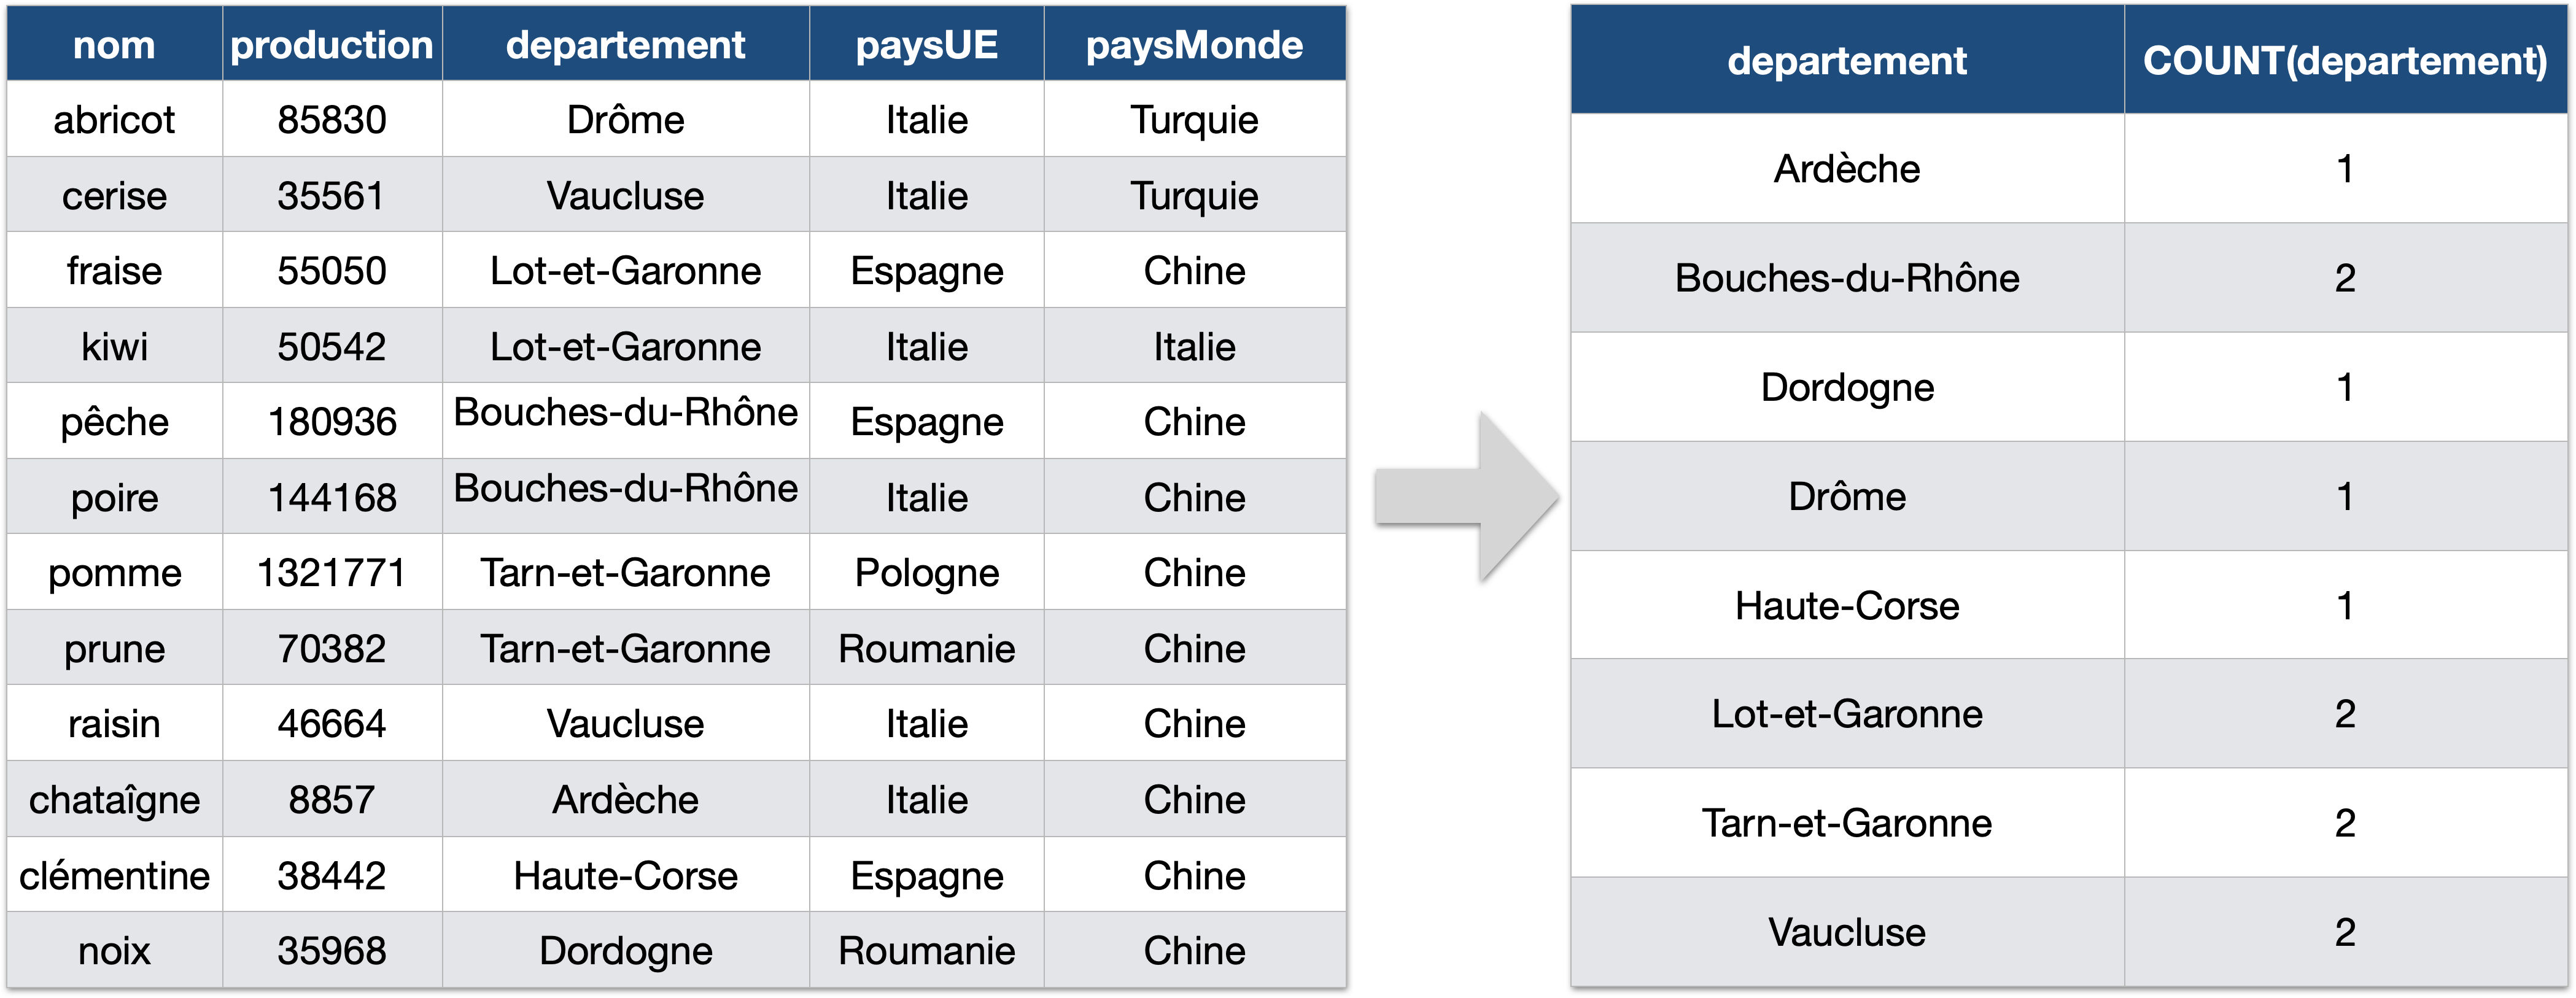 nom production departement paysUE paysMonde
abricot 85830 Drôme Italie Turquie
cerise 35561 Vaucluse Italie Turquie
fraise 55050 Lot-et-Garonne Espagne Chine
kiwi 50542 Lot-et-Garonne Italie Italie
pêche 180936 Bouches-du-Rhône Espagne Chine
poire 144168 Bouches-du-Rhône Italie Chine
pomme 1321771 Tarn-et-Garonne Pologne Chine
prune 70382 Tarn-et-Garonne Roumanie Chine
raisin 46664 Vaucluse Italie Chine
chataîgne 8857 Ardèche Italie Chine
clémentine 38442 Haute-Corse Espagne Chine
noix 35968 Dordogne Roumanie Chine
departement COUNT(departement)
Ardèche 1
Bouches-du-Rhône 2
Dordogne 1
Drôme 1
Haute-Corse 1
Lot-et-Garonne 2
Tarn-et-Garonne 2
Vaucluse 2